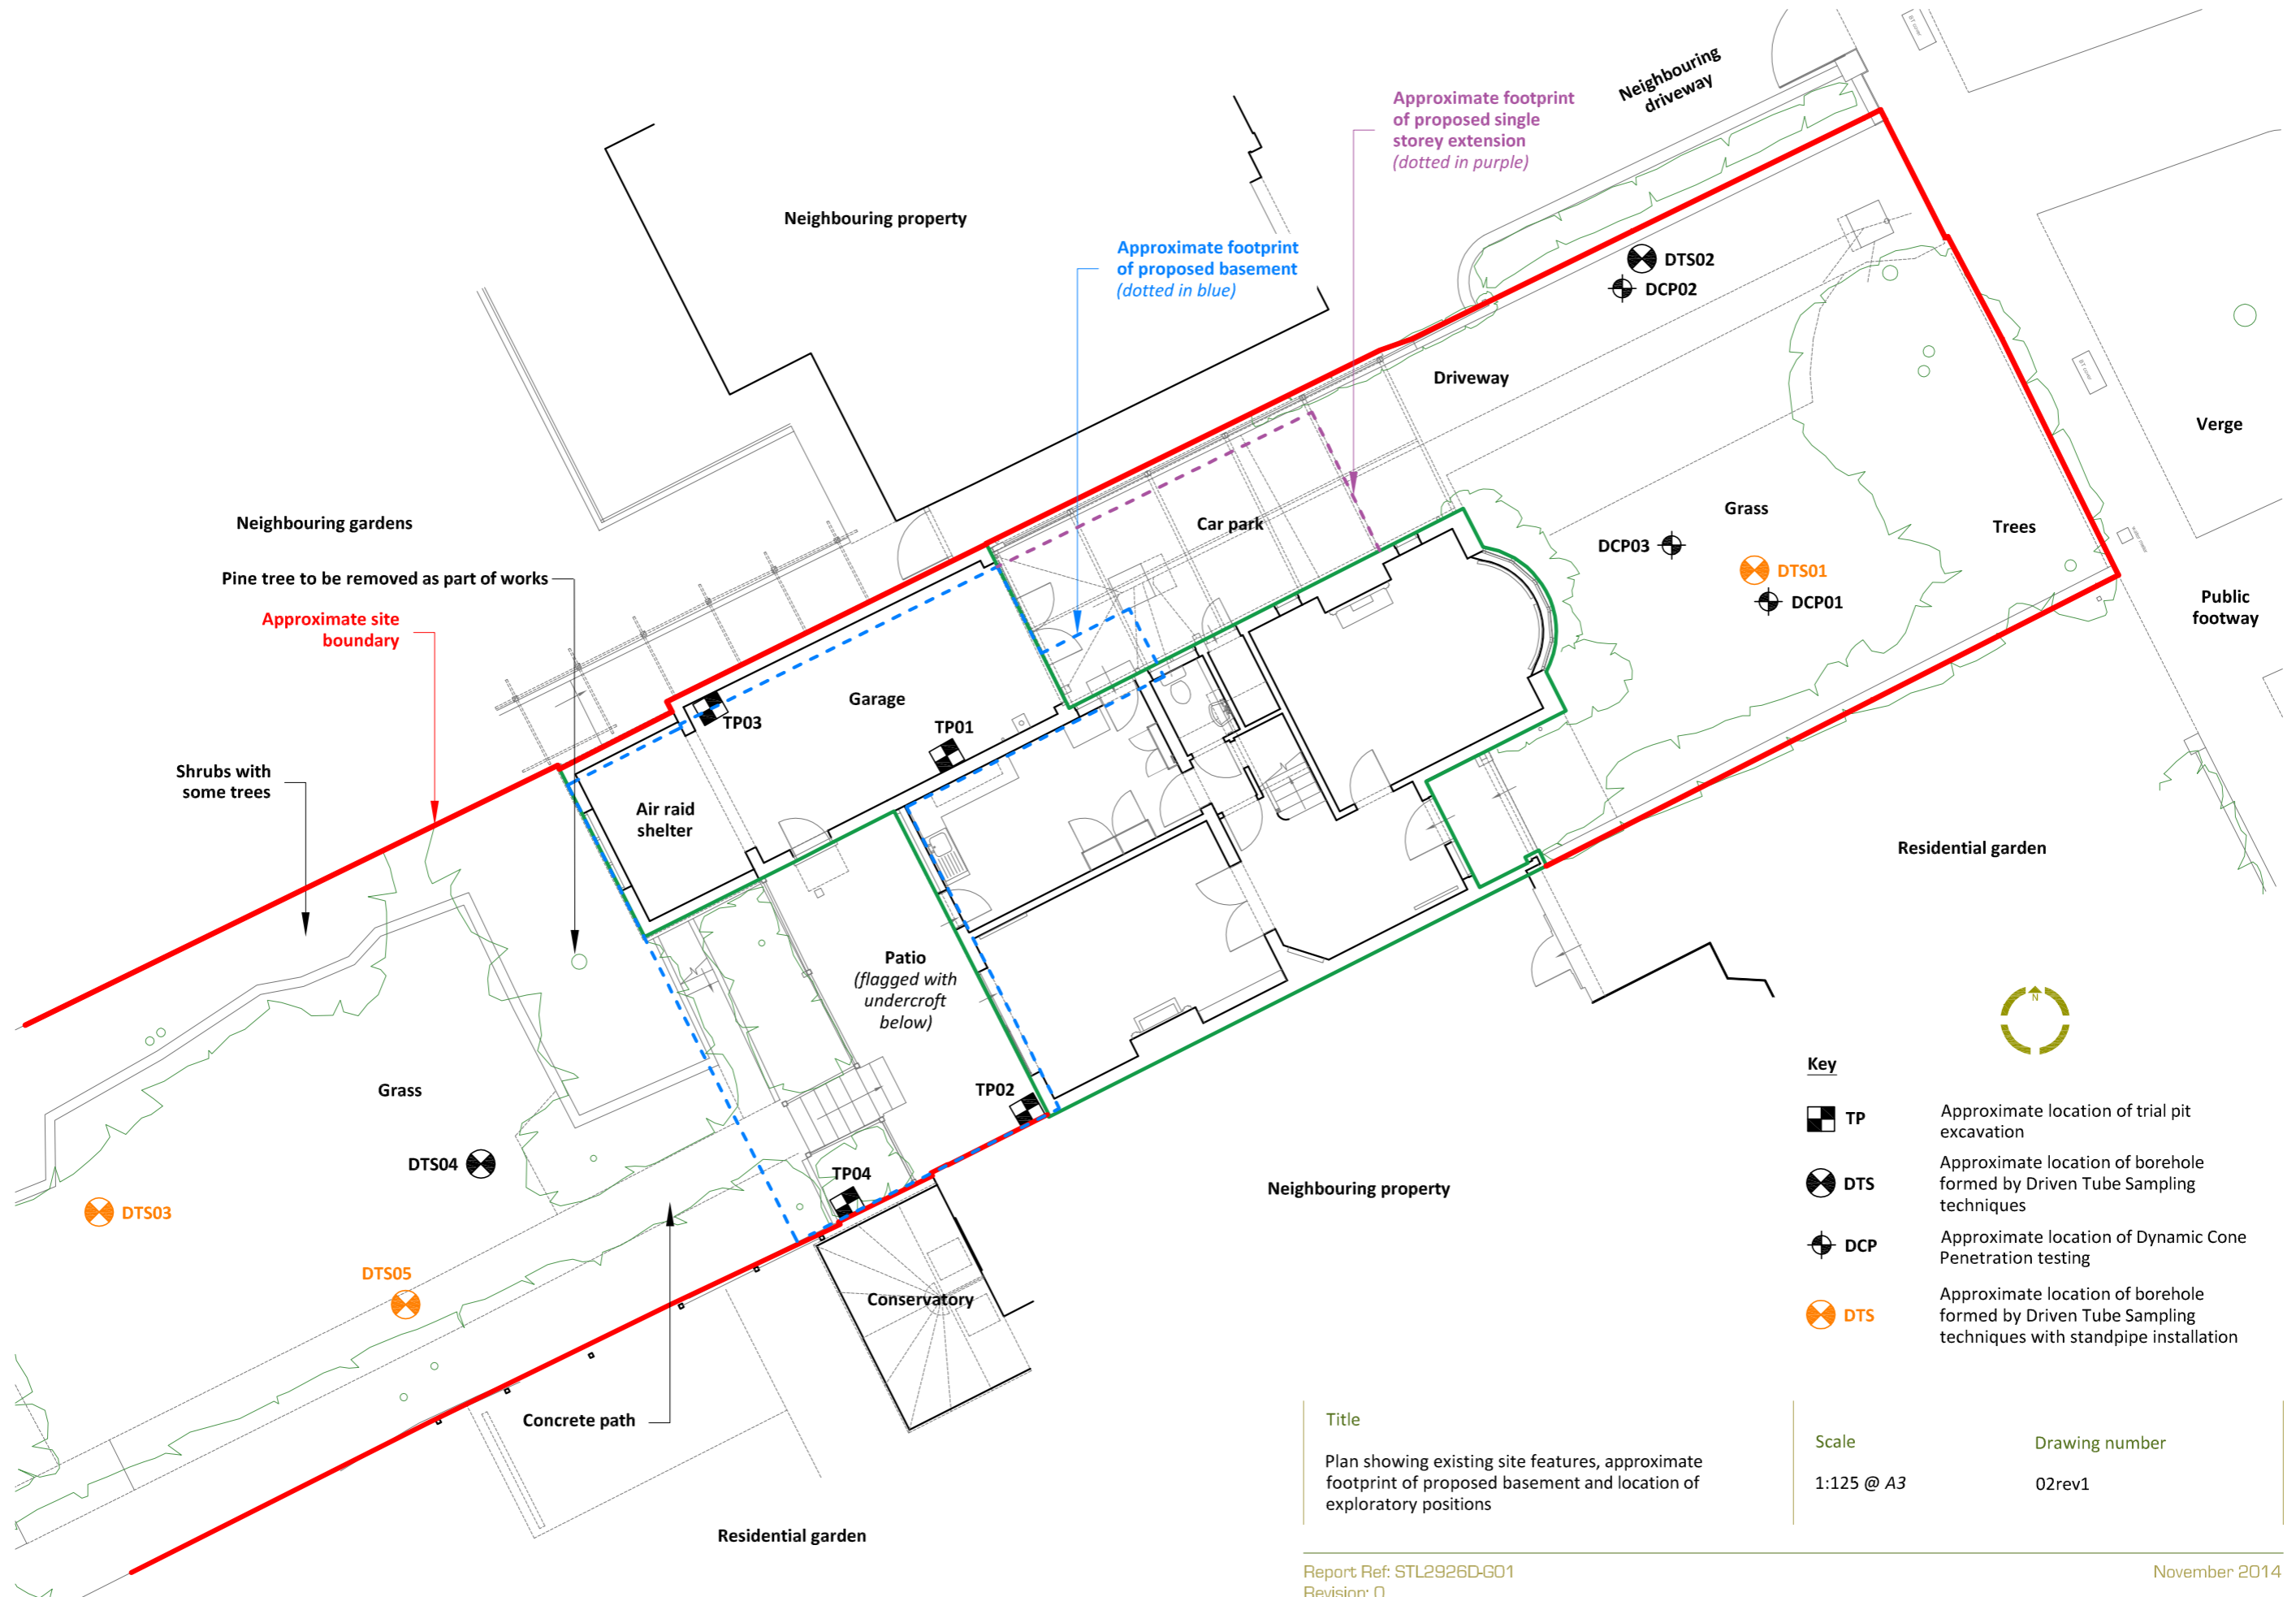 Neighbouring
driveway
Approximate footprint
of proposed single
storey extension
(dotted in purple)
Neighbouring property
Approximate footprint
of proposed basement
(dotted in blue)
DTS02
DCP02
Driveway
Verge
Neighbouring gardens
Grass
Car park
Trees
DCP03
DTS01
Pine tree to be removed as part of works
DCP01
Approximate site
boundary
Public
footway
Garage
TP03
TP01
Shrubs with
some trees
Air raid
shelter
Residential garden
Patio
(flagged with
undercroft
below)
N
Grass
TP02
DTS04
TP04
Neighbouring property
DTS03
DTS05
Conservatory
Concrete path
Residential garden
Key
TP
Approximate location of trial pit
excavation
DTS
Approximate location of borehole
formed by Driven Tube Sampling
techniques
DCP
Approximate location of Dynamic Cone
Penetration testing
DTS
Approximate location of borehole
formed by Driven Tube Sampling
techniques with standpipe installation
Title
Plan showing existing site features, approximate
footprint of proposed basement and location of
exploratory positions
Scale
1:125 @ A3
Drawing number
02rev1
Report Ref: STL2926D-G01
Revision: 0
November 2014